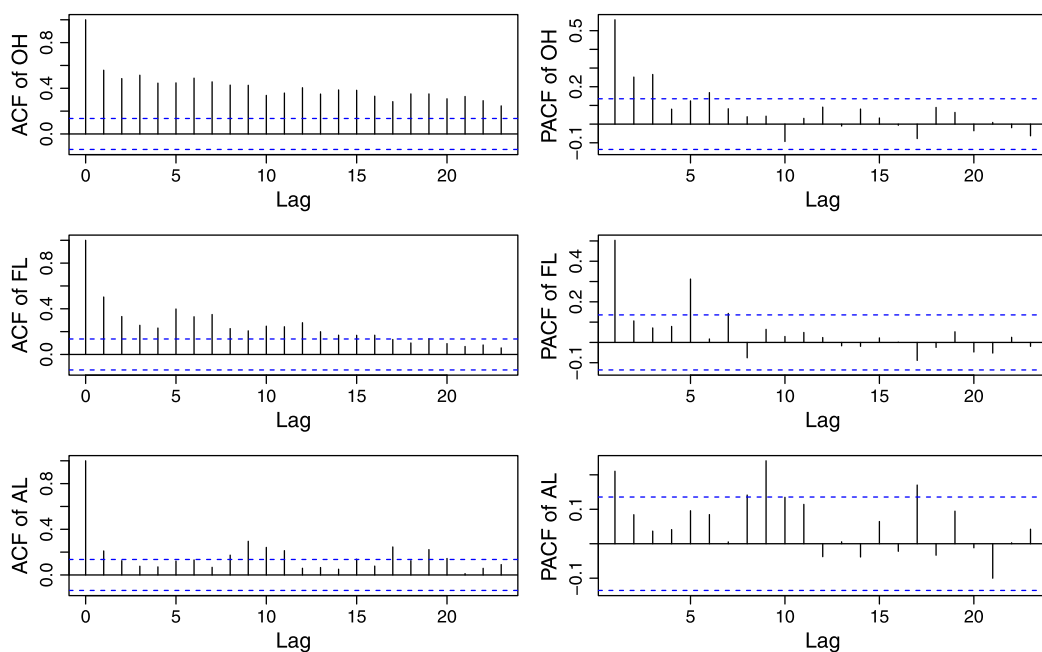 ACF of OH
0.0 0.4 0.8
0 5 10 15 20
Lag
PACF of OH
-0.1 0.2 0.5
5 10 15 20
Lag
ACF of FL
0.0 0.4 0.8
0 5 10 15 20
Lag
PACF of FL
-0.1 0.2 0.4
5 10 15 20
Lag
ACF of AL
0.0 0.4 0.8
0 5 10 15 20
Lag
PACF of AL
-0.1 0.1
5 10 15 20
Lag